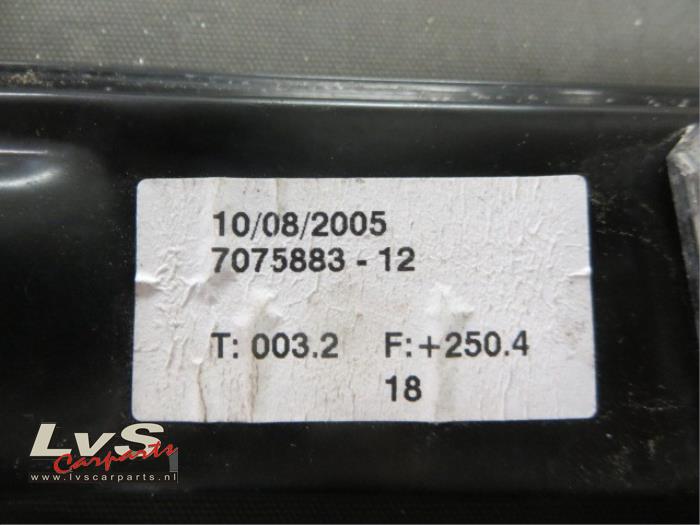 10/08/2005
7075883 - 12
T: 003.2 F: +250.4
18
LvS
Carparts
www.lvscarparts.nl